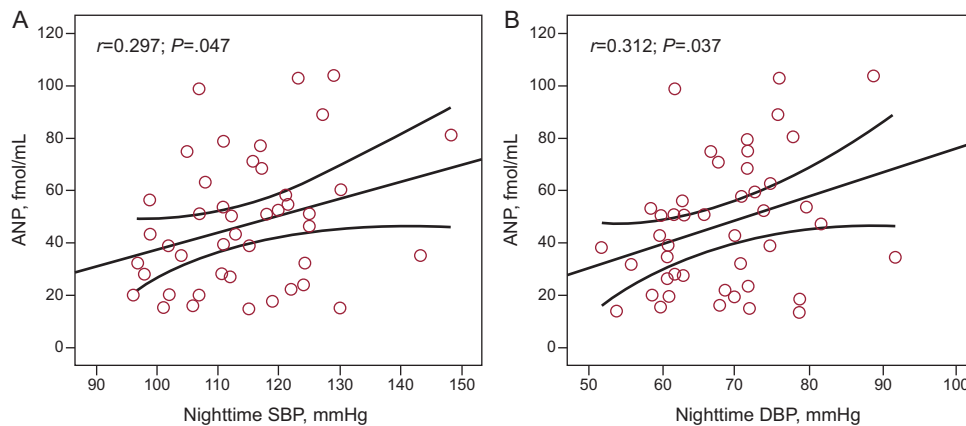 A
r=0.297; P=.047
ANP, fmol/mL
120
100
80
60
40
20
0
90 100 110 120 130 140 150
Nighttime SBP, mmHg
B
r=0.312; P=.037
ANP, fmol/mL
120
100
80
60
40
20
0
50 60 70 80 90 100
Nighttime DBP, mmHg